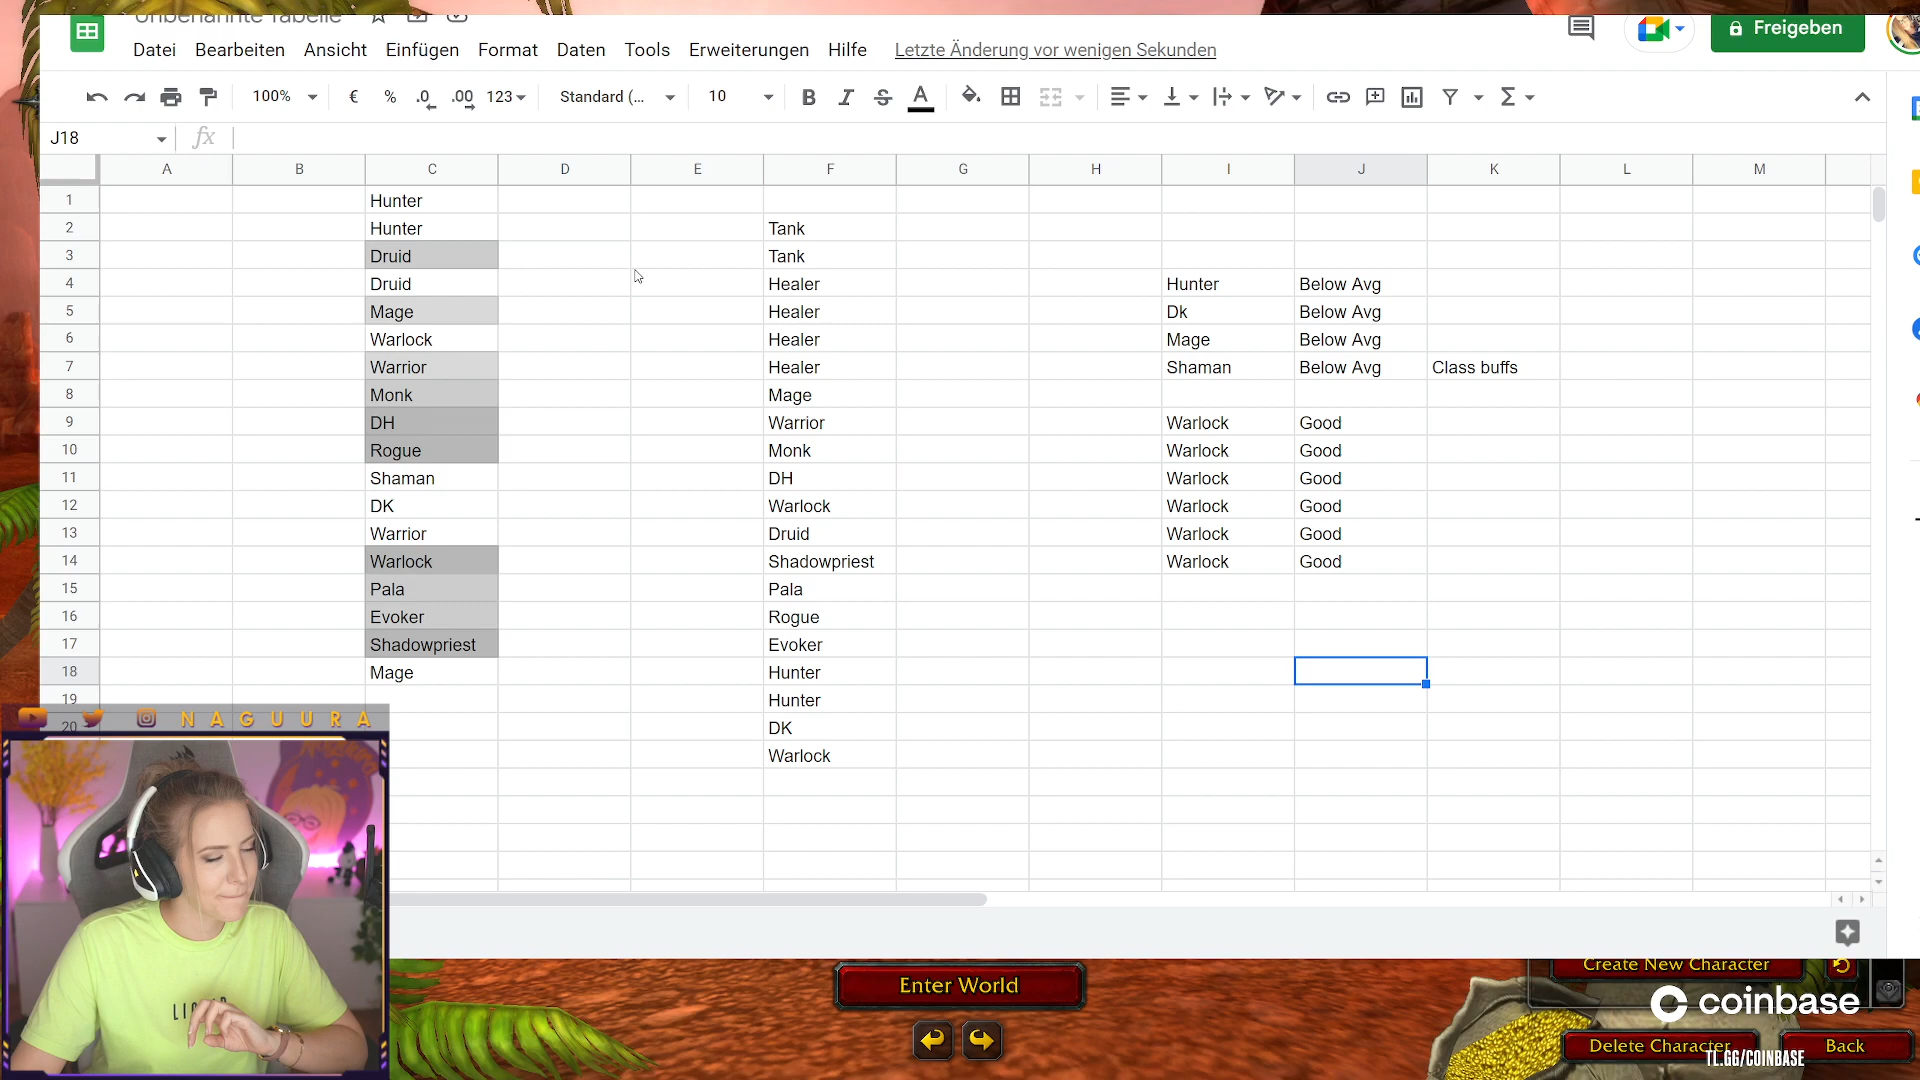 Unbenannte Tabelle
Datei Bearbeiten Ansicht Einfügen Format Daten Tools Erweiterungen Hilfe Letzte Änderung vor wenigen Sekunden
Freigeben
100% € % .0 .00 123 Standard (... 10 B I S A Σ
J18 fx
A B C D E F G H I J K L M
1 Hunter
2 Hunter Tank
3 Druid Tank
4 Druid Healer Hunter Below Avg
5 Mage Healer Dk Below Avg
6 Warlock Healer Mage Below Avg
7 Warrior Healer Shaman Below Avg Class buffs
8 Monk Mage
9 DH Warrior Warlock Good
10 Rogue Monk Warlock Good
11 Shaman DH Warlock Good
12 DK Warlock Warlock Good
13 Warrior Druid Warlock Good
14 Warlock Shadowpriest Warlock Good
15 Pala Pala
16 Evoker Rogue
17 Shadowpriest Evoker
18 Mage Hunter
19 Hunter
20 DK
Warlock
NAGUURA
Enter World
Create New Character
coinbase
Delete Character
TL.GG/COINBASE
Back